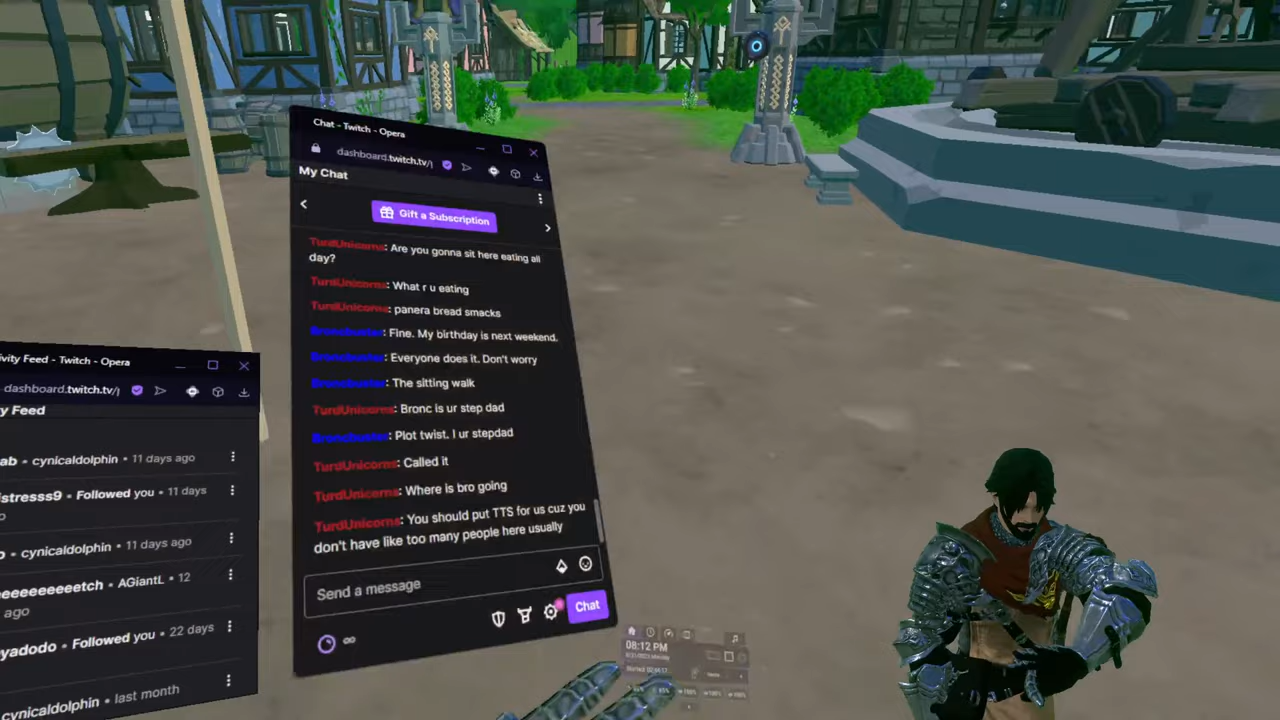 Chat - Twitch - Opera
dashboard.twitch.tv/
My Chat
Gift a Subscription
TurdUnicorns: Are you gonna sit here eating all
day?
TurdUnicorns: What r u eating
TurdUnicorns: panera bread smacks
Broncbuster: Fine. My birthday is next weekend.
Broncbuster: Everyone does it. Don't worry
Broncbuster: The sitting walk
TurdUnicorns: Bronc is ur step dad
Broncbuster: Plot twist. I ur stepdad
TurdUnicorns: Called it
TurdUnicorns: Where is bro going
TurdUnicorns: You should put TTS for us cuz you
don't have like too many people here usually
Send a message
Chat
ivity Feed - Twitch - Opera
dashboard.twitch.tv/
y Feed
ab • cynicaldolphin • 11 days ago
istresss9 • Followed you • 11 days
cynicaldolphin • 11 days ago
eeeeeeeetch • AGiantL • 12
ago
yadodo • Followed you • 22 days
cynicaldolphin • last month
08:12 PM